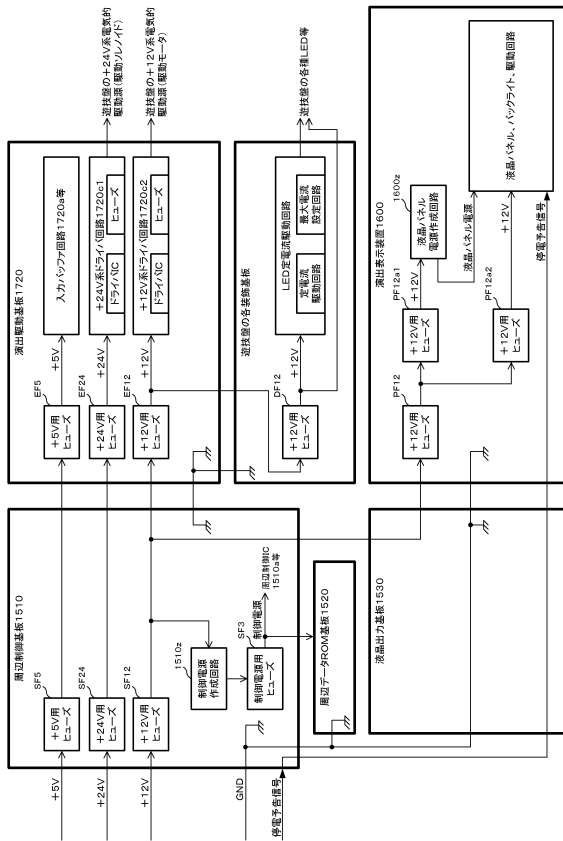 周辺制御基板1510
+5V
SF5
+5V用
ヒューズ
+24V
SF24
+24V用
ヒューズ
+12V
SF12
+12V用
ヒューズ
1510z
制御電源
作成回路
SF3
制御電源用
ヒューズ
制御電源
周辺制御IC
1510a等
GND
停電予告信号
周辺データROM基板1520
液晶出力基板1530
演出駆動基板1720
EF5
+5V用
ヒューズ
+5V
入力バッファ回路1720a等
EF24
+24V用
ヒューズ
+24V
+24V系ドライバ回路1720c1
ドライバIC
ヒューズ
遊技盤の+24V系電気的
駆動源(駆動ソレノイド)
EF12
+12V用
ヒューズ
+12V
+12V系ドライバ回路1720c2
ドライバIC
ヒューズ
遊技盤の+12V系電気的
駆動源(駆動モータ)
遊技盤の各装飾基板
DF12
+12V用
ヒューズ
+12V
LED定電流駆動回路
定電流
駆動回路
最大電流
設定回路
遊技盤の各種LED等
演出表示装置1600
PF12
+12V用
ヒューズ
PF12a1
+12V用
ヒューズ
+12V
1600z
液晶パネル
電源作成回路
液晶パネル電源
PF12a2
+12V用
ヒューズ
+12V
液晶パネル、バックライト、駆動回路
停電予告信号